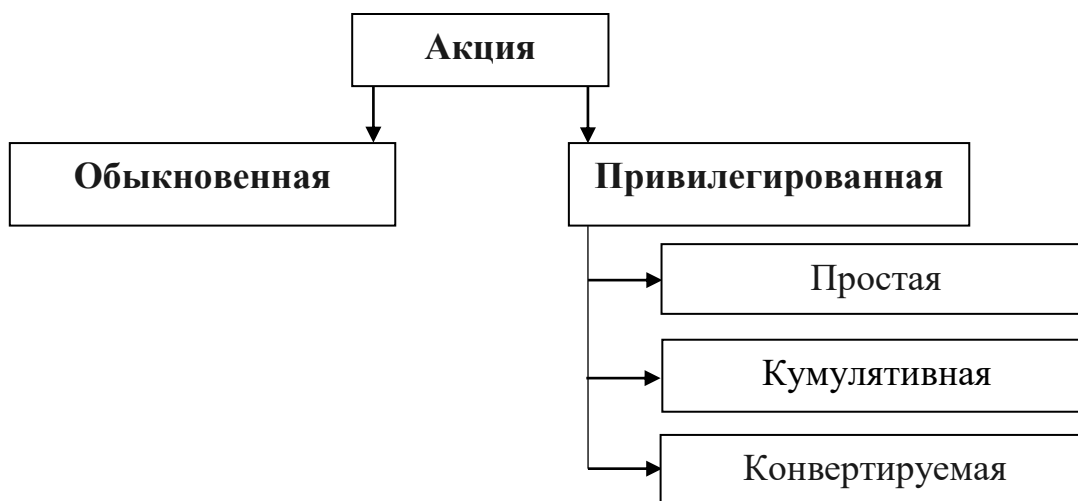 Акция
Обыкновенная
Привилегированная
Простая
Кумулятивная
Конвертируемая